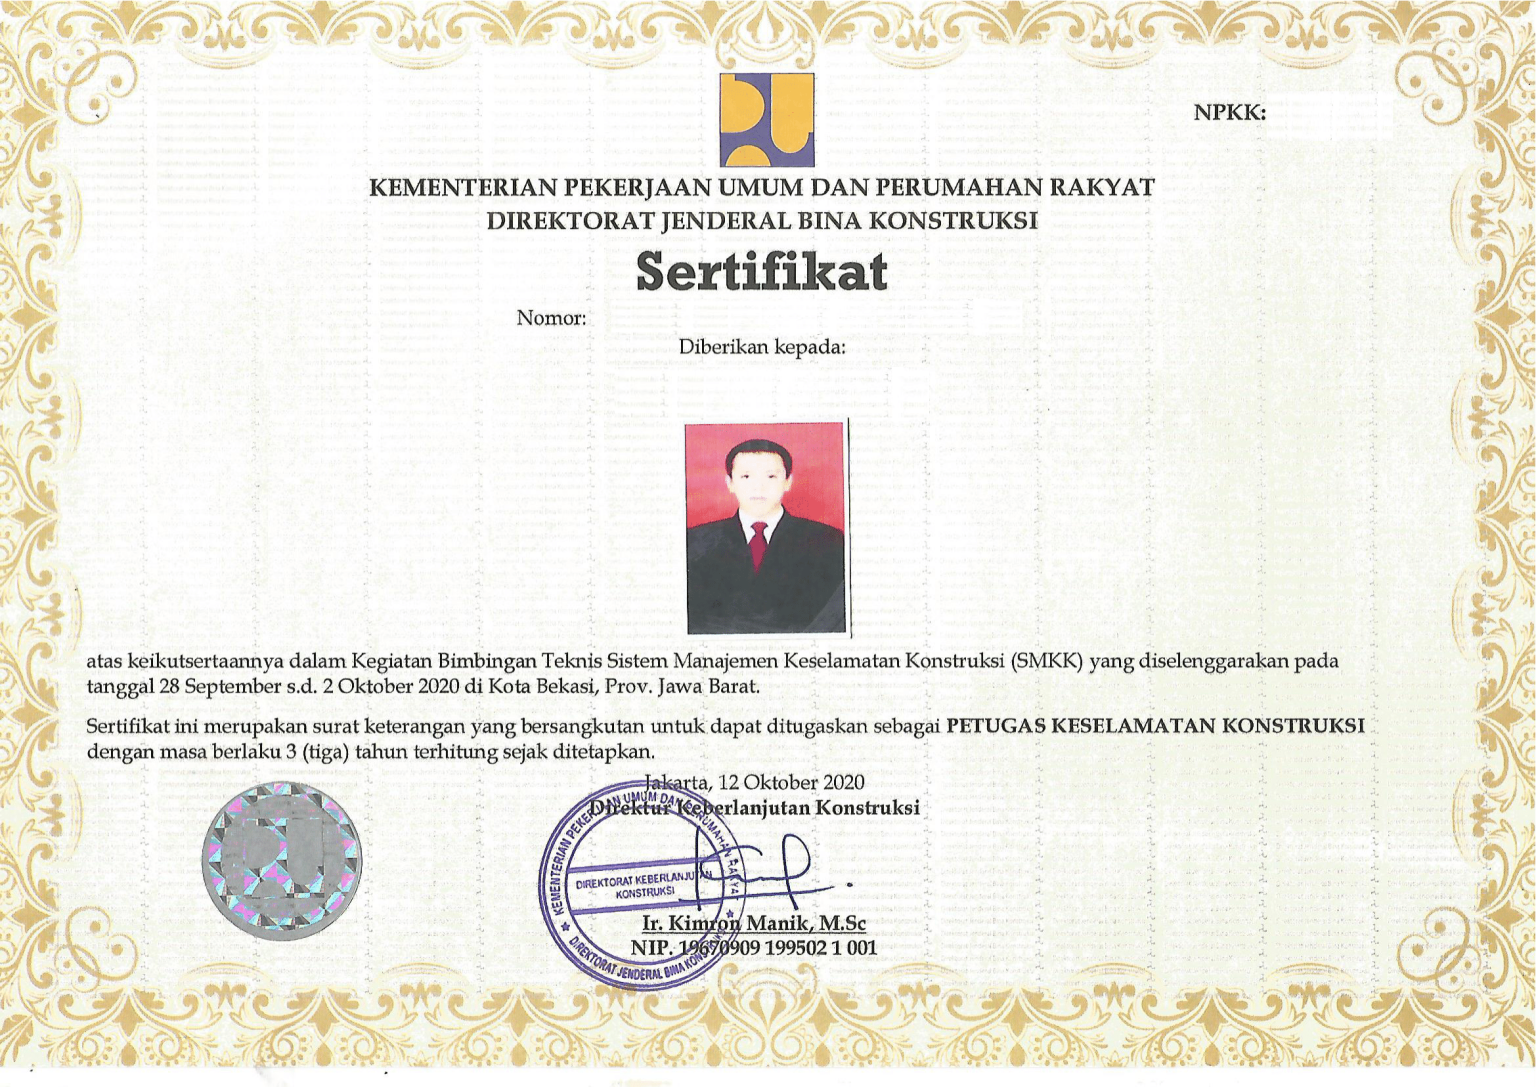 NPKK:
KEMENTERIAN PEKERJAAN UMUM DAN PERUMAHAN RAKYAT
DIREKTORAT JENDERAL BINA KONSTRUKSI
Sertifikat
Nomor:
Diberikan kepada:
atas keikutsertaannya dalam Kegiatan Bimbingan Teknis Sistem Manajemen Keselamatan Konstruksi (SMKK) yang diselenggarakan pada
tanggal 28 September s.d. 2 Oktober 2020 di Kota Bekasi, Prov. Jawa Barat.
Sertifikat ini merupakan surat keterangan yang bersangkutan untuk dapat ditugaskan sebagai PETUGAS KESELAMATAN KONSTRUKSI
dengan masa berlaku 3 (tiga) tahun terhitung sejak ditetapkan.
Jakarta, 12 Oktober 2020
Direktur Keberlanjutan Konstruksi
KEMENTERIAN PEKERJAAN UMUM DAN PERUMAHAN RAKYAT
DIREKTORAT KEBERLANJUTAN
KONSTRUKSI
DIREKTORAT JENDERAL BINA KONSTRUKSI
Ir. Kimron Manik, M.Sc
NIP. 19670909 199502 1 001